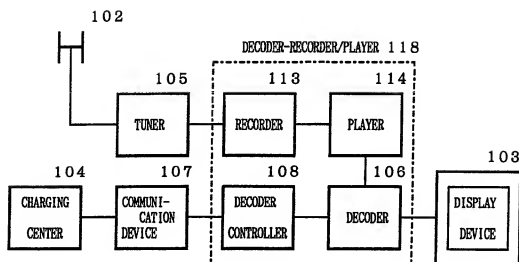 102
DECODER-RECORDER/PLAYER 118
105
113
114
TUNER
RECORDER
PLAYER
104
107
108
106
103
CHARGING
CENTER
COMMUNI-
CATION
DEVICE
DECODER
CONTROLLER
DECODER
DISPLAY
DEVICE